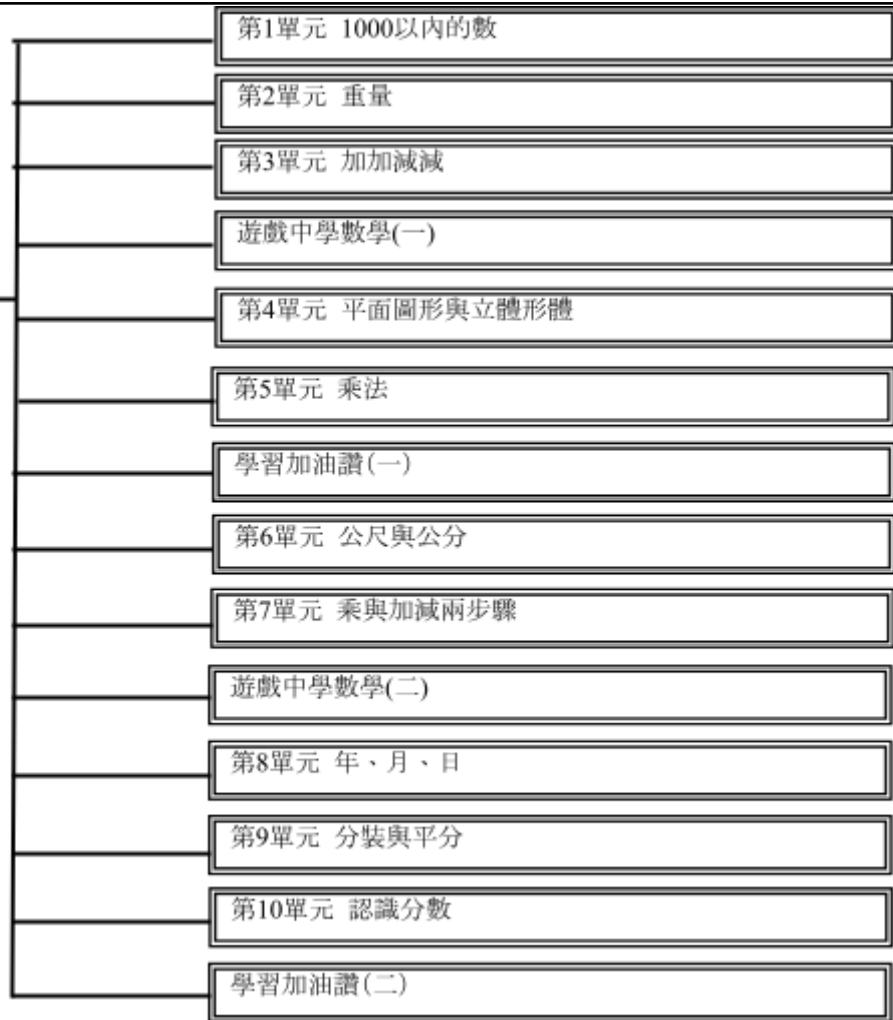 第1單元 1000以內的數
第2單元 重量
第3單元 加加減減
遊戲中學數學(一)
第4單元 平面圖形與立體形體
第5單元 乘法
學習加油讚(一)
第6單元 公尺與公分
第7單元 乘與加減兩步驟
遊戲中學數學(二)
第8單元 年、月、日
第9單元 分裝與平分
第10單元 認識分數
學習加油讚(二)